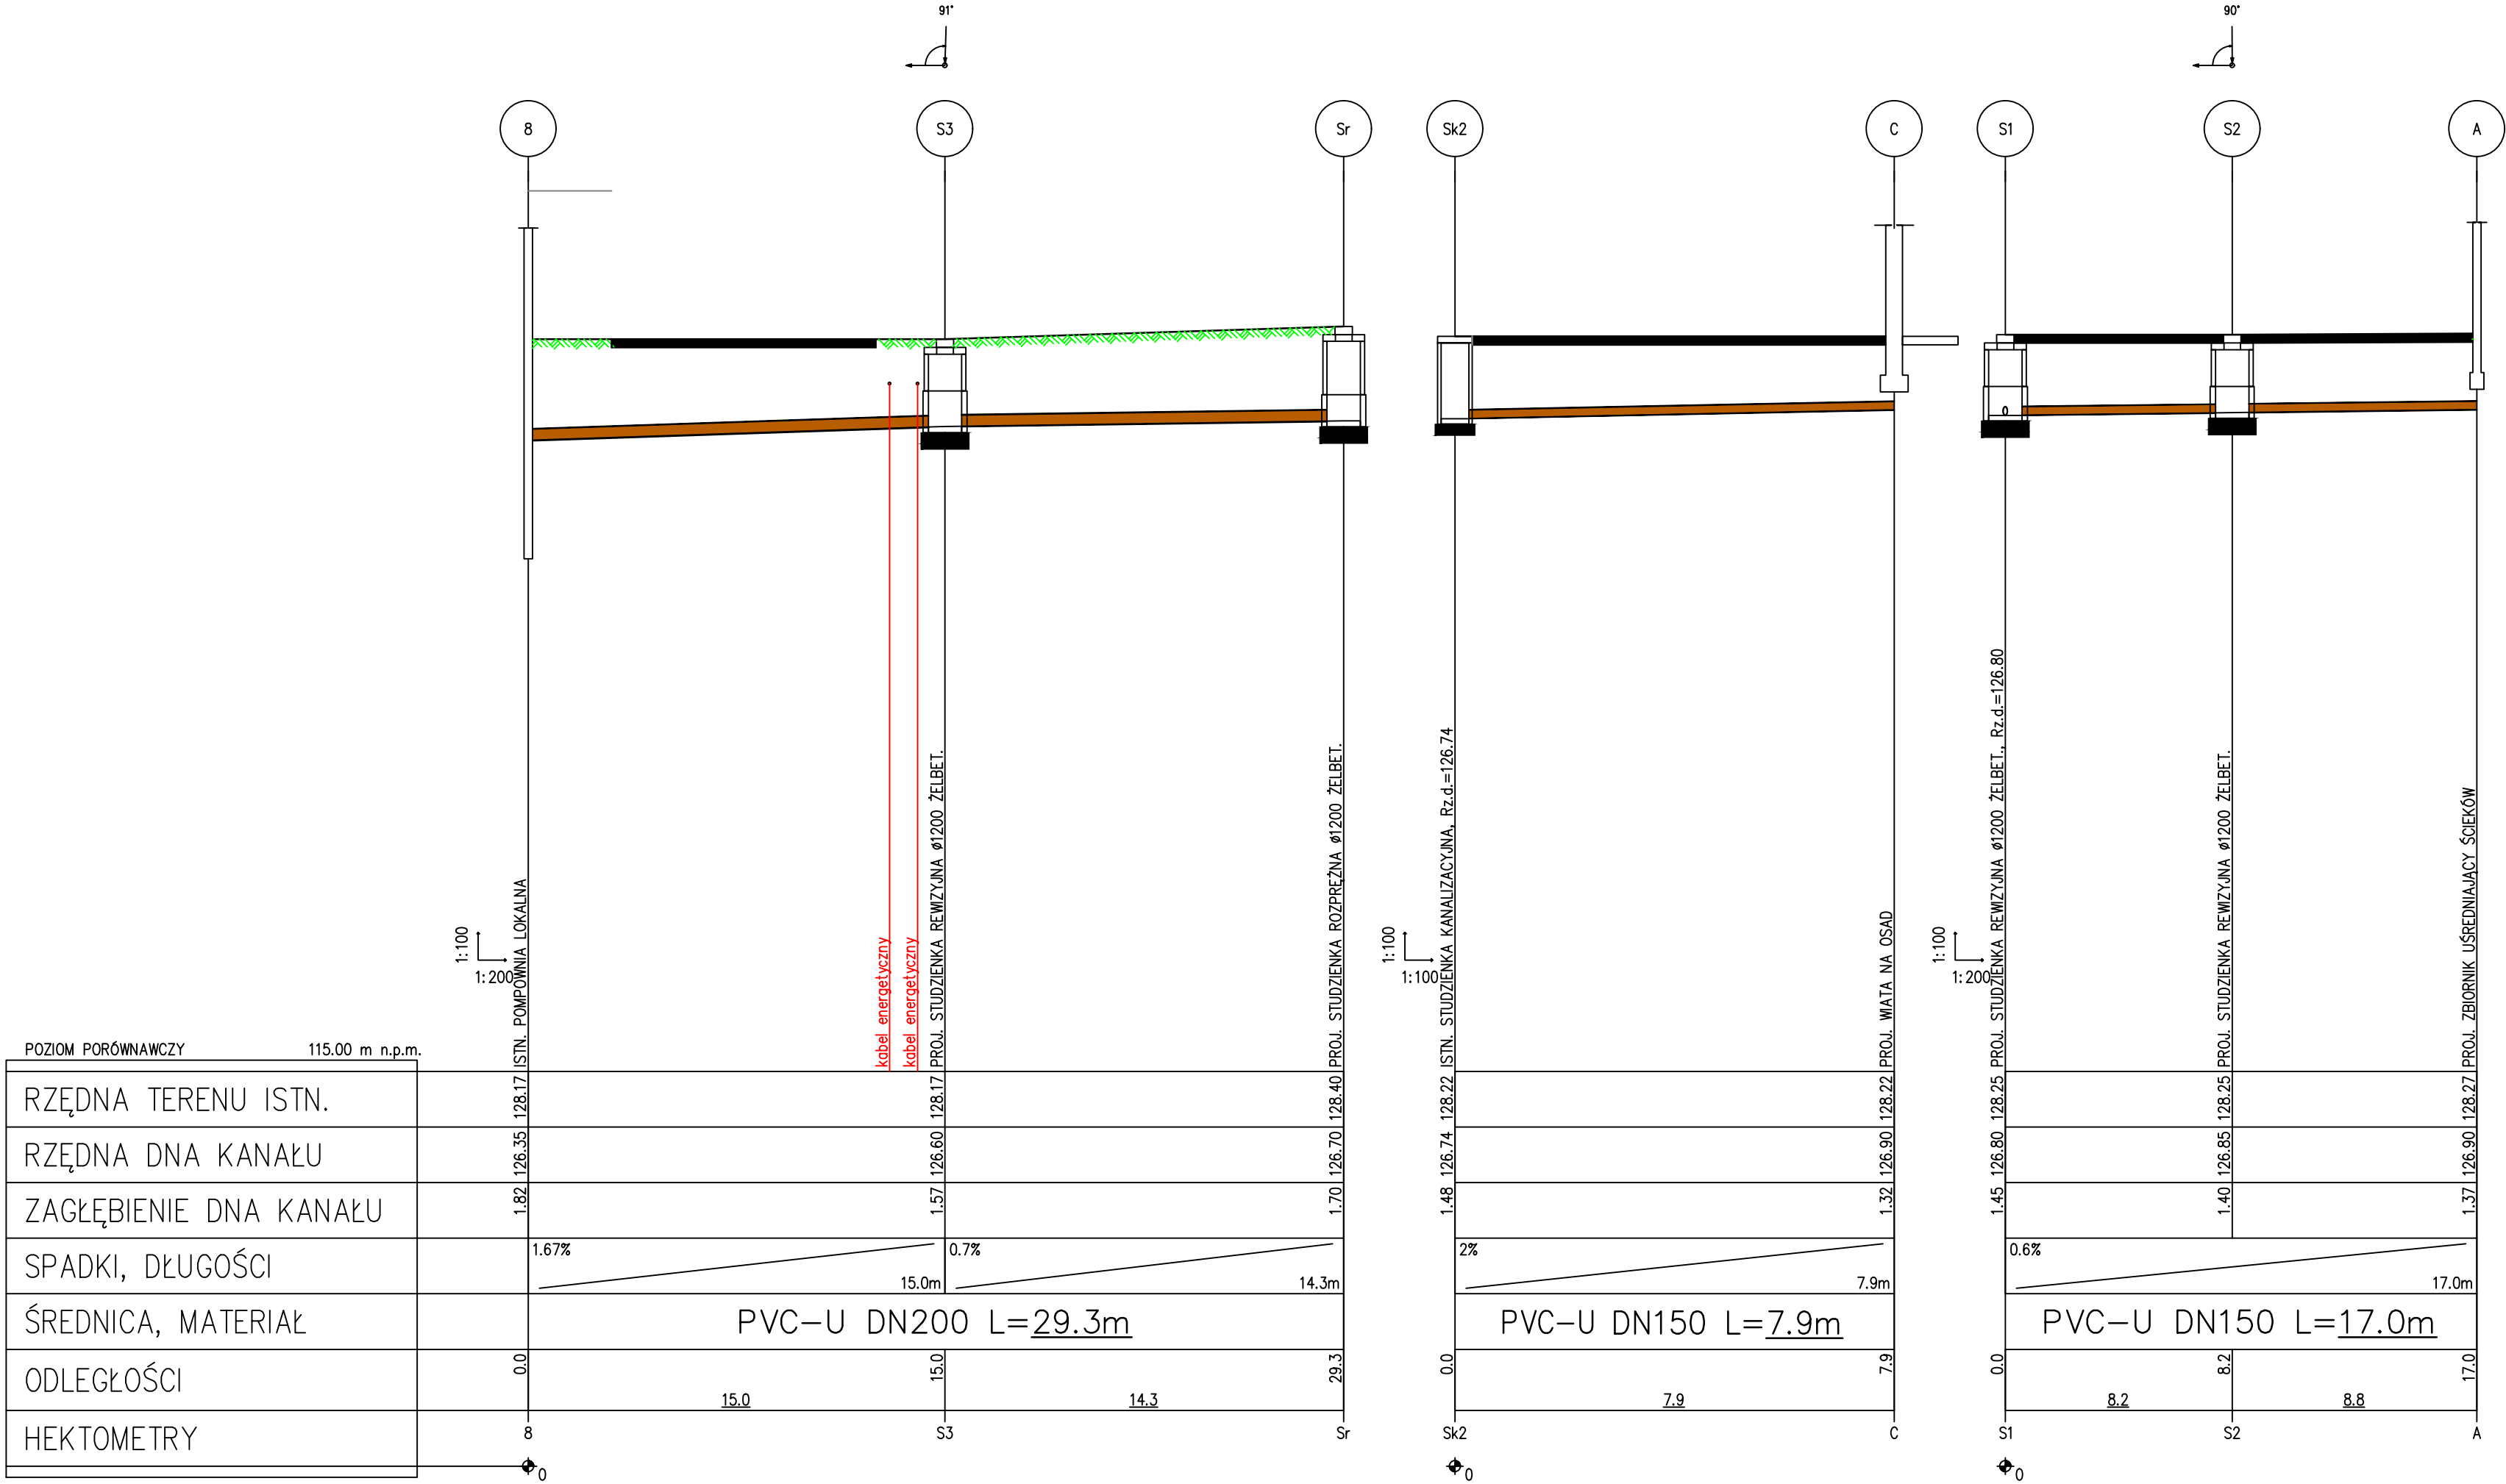 91°
90°
8
S3
Sr
Sk2
C
S1
S2
A
1:100
1:200
ISTN. POMPOWNIA LOKALNA
kabel energetyczny
kabel energetyczny
PROJ. STUDZIENKA REWIZYJNA ø1200 ŻELBET.
PROJ. STUDZIENKA ROZPRĘŻNA ø1200 ŻELBET.
1:100
1:100
ISTN. STUDZIENKA KANALIZACYJNA, Rz.d.=126.74
PROJ. WIATA NA OSAD
1:100
1:200
PROJ. STUDZIENKA REWIZYJNA ø1200 ŻELBET., Rz.d.=126.80
PROJ. STUDZIENKA REWIZYJNA ø1200 ŻELBET.
PROJ. ZBIORNIK UŚREDNIAJĄCY ŚCIEKÓW
POZIOM PORÓWNAWCZY 115.00 m n.p.m.
RZĘDNA TERENU ISTN. 128.17 128.17 128.40 128.22 128.22 128.25 128.25 128.27
RZĘDNA DNA KANAŁU 126.35 126.60 126.70 126.74 126.90 126.80 126.85 126.90
ZAGŁĘBIENIE DNA KANAŁU 1.82 1.57 1.70 1.48 1.32 1.45 1.40 1.37
SPADKI, DŁUGOŚCI 1.67% 15.0m 0.7% 14.3m 2% 7.9m 0.6% 17.0m
ŚREDNICA, MATERIAŁ PVC-U DN200 L=29.3m PVC-U DN150 L=7.9m PVC-U DN150 L=17.0m
ODLEGŁOŚCI 0.0 15.0 29.3 0.0 7.9 0.0 8.2 17.0
15.0 14.3 7.9 8.2 8.8
HEKTOMETRY 8 S3 Sr Sk2 C S1 S2 A
0 0 0